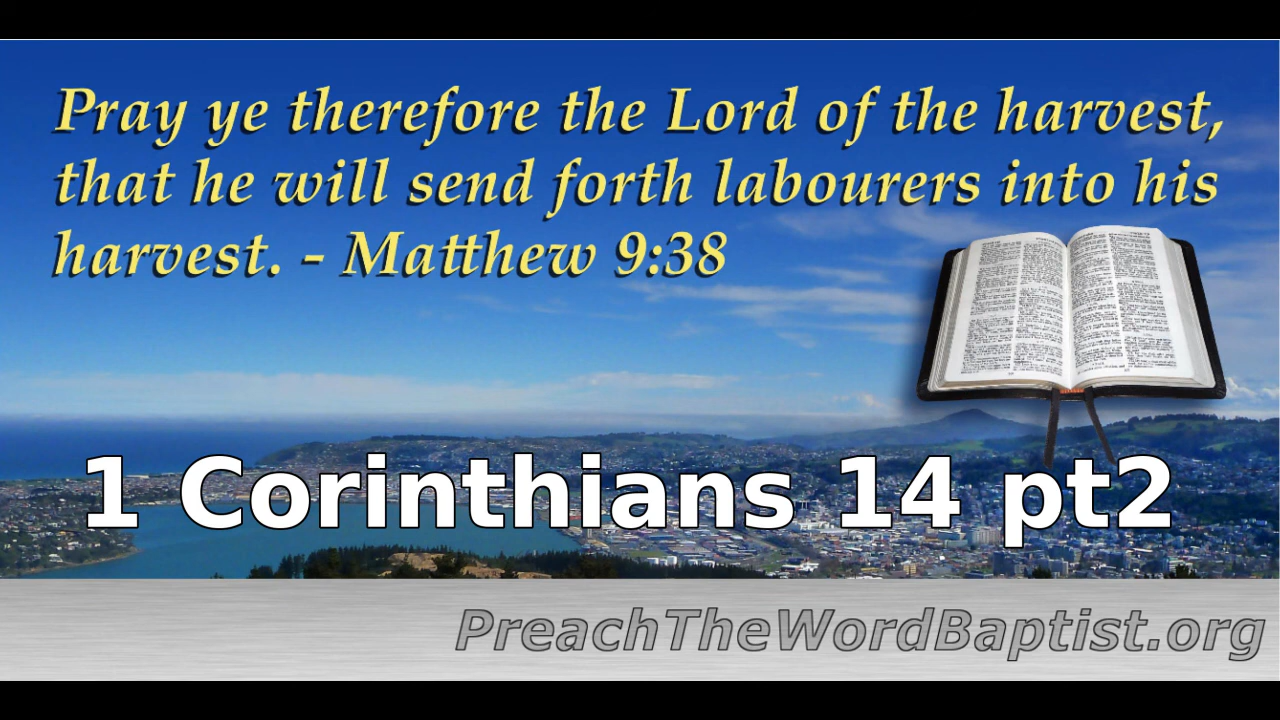 Pray ye therefore the Lord of the harvest,
that he will send forth labourers into his
harvest. - Matthew 9:38
1 Corinthians 14 pt2
PreachTheWordBaptist.org